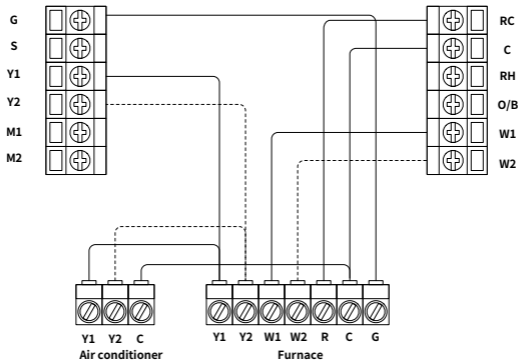 G
S
Y1
Y2
M1
M2
RC
C
RH
O/B
W1
W2
Y1 Y2 C
Air conditioner
Y1 Y2 W1 W2 R C G
Furnace